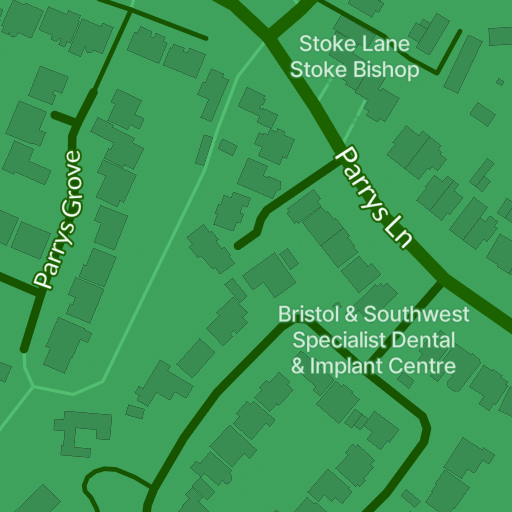 Stoke Lane
Stoke Bishop
Parrys Ln
Parrys Grove
Bristol & Southwest
Specialist Dental
& Implant Centre